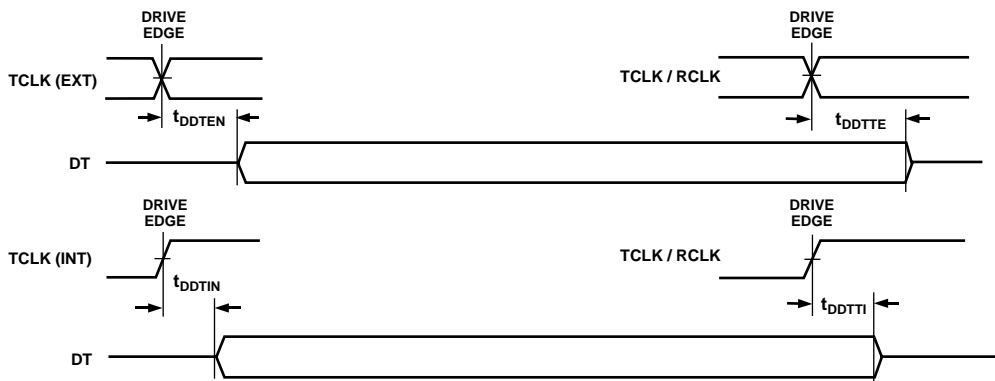 DRIVE
EDGE
DRIVE
EDGE
TCLK (EXT)
TCLK / RCLK
tDDTEN
tDDTTE
DT
DRIVE
EDGE
DRIVE
EDGE
TCLK (INT)
TCLK / RCLK
tDDTIN
tDDTTI
DT